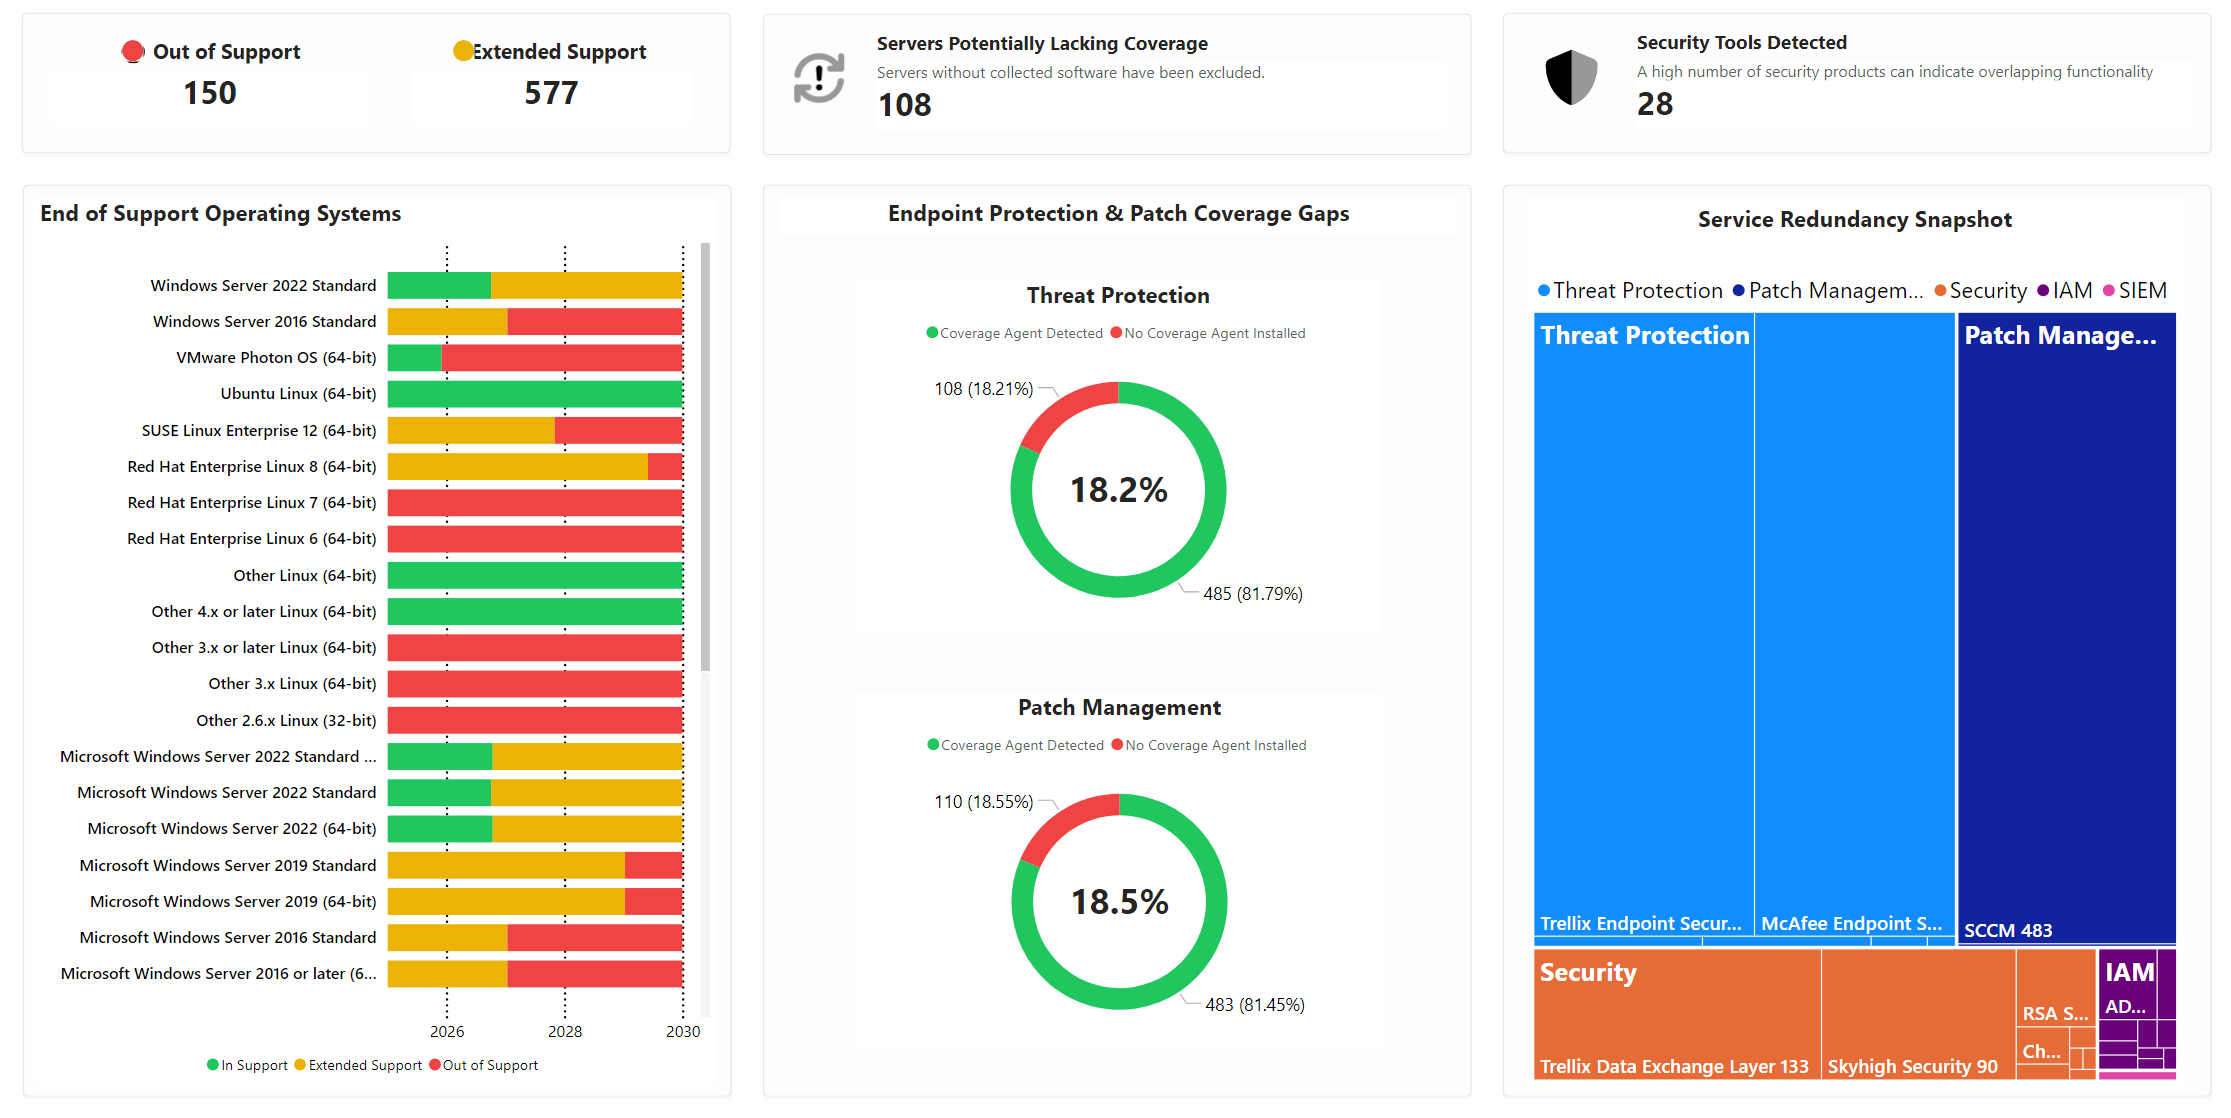 Out of Support
150
Extended Support
577
Servers Potentially Lacking Coverage
Servers without collected software have been excluded.
108
Security Tools Detected
A high number of security products can indicate overlapping functionality
28
End of Support Operating Systems
Windows Server 2022 Standard
Windows Server 2016 Standard
VMware Photon OS (64-bit)
Ubuntu Linux (64-bit)
SUSE Linux Enterprise 12 (64-bit)
Red Hat Enterprise Linux 8 (64-bit)
Red Hat Enterprise Linux 7 (64-bit)
Red Hat Enterprise Linux 6 (64-bit)
Other Linux (64-bit)
Other 4.x or later Linux (64-bit)
Other 3.x or later Linux (64-bit)
Other 3.x Linux (64-bit)
Other 2.6.x Linux (32-bit)
Microsoft Windows Server 2022 Standard ...
Microsoft Windows Server 2022 Standard
Microsoft Windows Server 2022 (64-bit)
Microsoft Windows Server 2019 Standard
Microsoft Windows Server 2019 (64-bit)
Microsoft Windows Server 2016 Standard
Microsoft Windows Server 2016 or later (6...
2026 2028 2030
In Support Extended Support Out of Support
Endpoint Protection & Patch Coverage Gaps
Threat Protection
Coverage Agent Detected No Coverage Agent Installed
108 (18.21%)
18.2%
485 (81.79%)
Patch Management
Coverage Agent Detected No Coverage Agent Installed
110 (18.55%)
18.5%
483 (81.45%)
Service Redundancy Snapshot
Threat Protection Patch Managem... Security IAM SIEM
Threat Protection
Patch Manage...
Trellix Endpoint Secur...
McAfee Endpoint S...
SCCM 483
Security
IAM
AD...
RSA S...
Ch...
Trellix Data Exchange Layer 133
Skyhigh Security 90